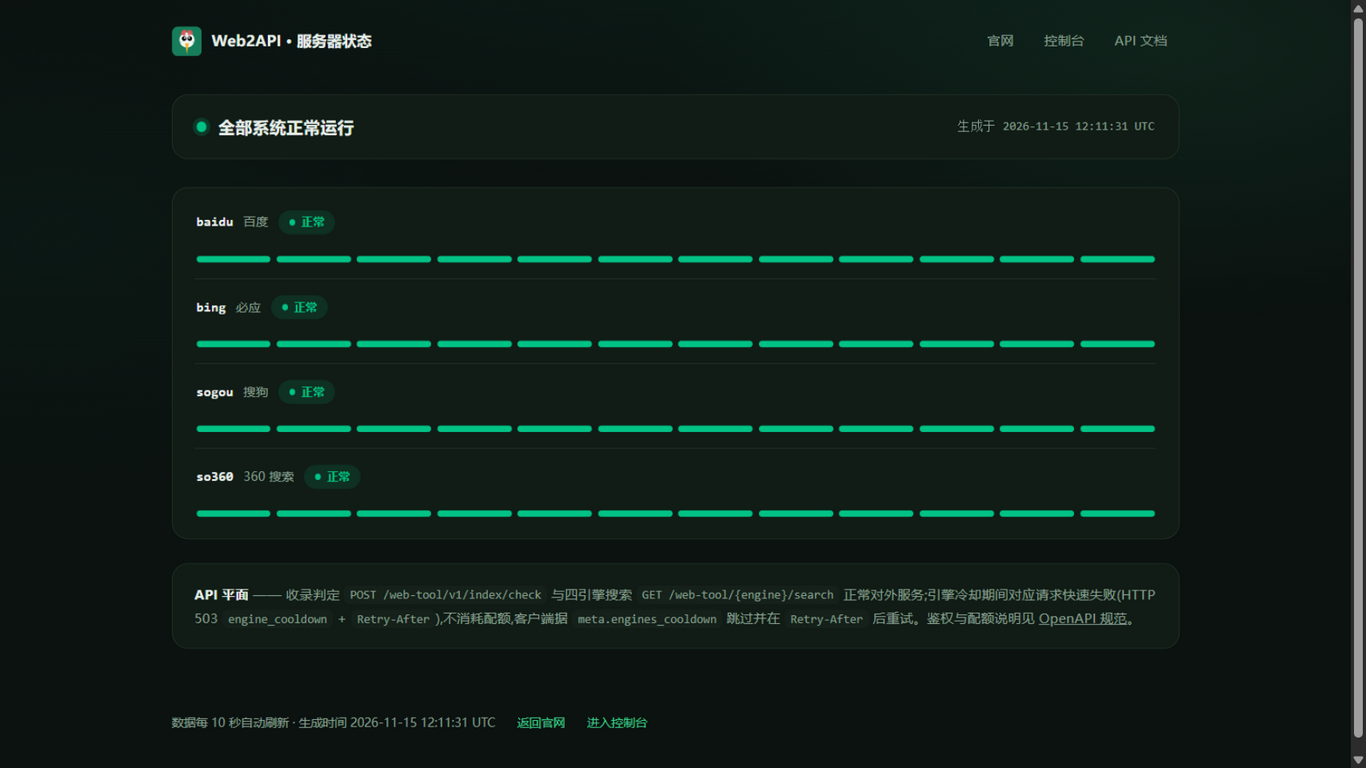 Web2API • 服务器状态
官网 控制台 API 文档
全部系统正常运行
生成于 2026-11-15 12:11:31 UTC
baidu 百度 正常
bing 必应 正常
sogou 搜狗 正常
so360 360 搜索 正常
API 平面 —— 收录判定 POST /web-tool/v1/index/check 与四引擎搜索 GET /web-tool/{engine}/search 正常对外服务;引擎冷却期间对应请求快速失败(HTTP
503 engine_cooldown + Retry-After ),不消耗配额,客户端据 meta.engines_cooldown 跳过并在 Retry-After 后重试。鉴权与配额说明见 OpenAPI 规范。
数据每 10 秒自动刷新 · 生成时间 2026-11-15 12:11:31 UTC 返回官网 进入控制台